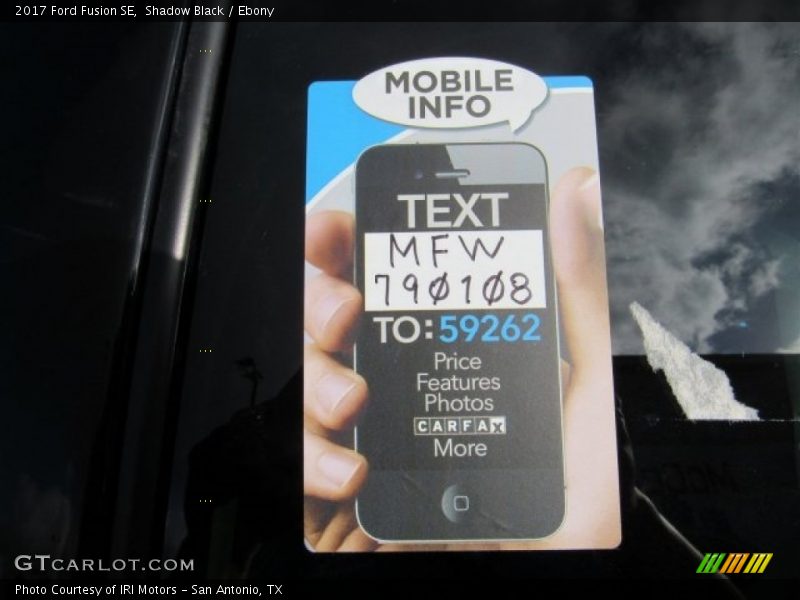 2017 Ford Fusion SE,  Shadow Black / Ebony
MOBILE
INFO
TEXT
MFW
790108
TO: 59262
Price
Features
Photos
CARFAX
More
GTCARLOT.COM
Photo Courtesy of IRI Motors - San Antonio, TX